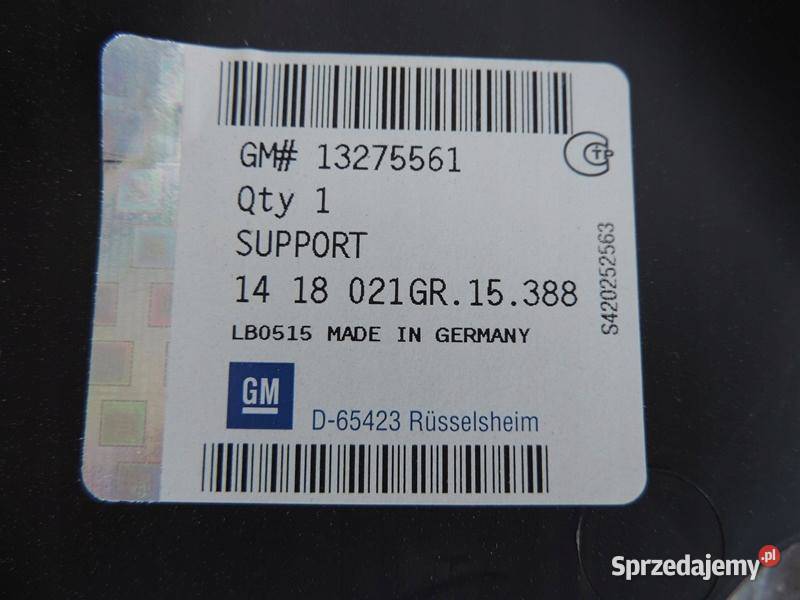 GM# 13275561
Qty 1
SUPPORT
14 18 021GR.15.388
LB0515 MADE IN GERMANY
GM
D-65423 Rüsselsheim
S420252563
Sprzedajemy.pl